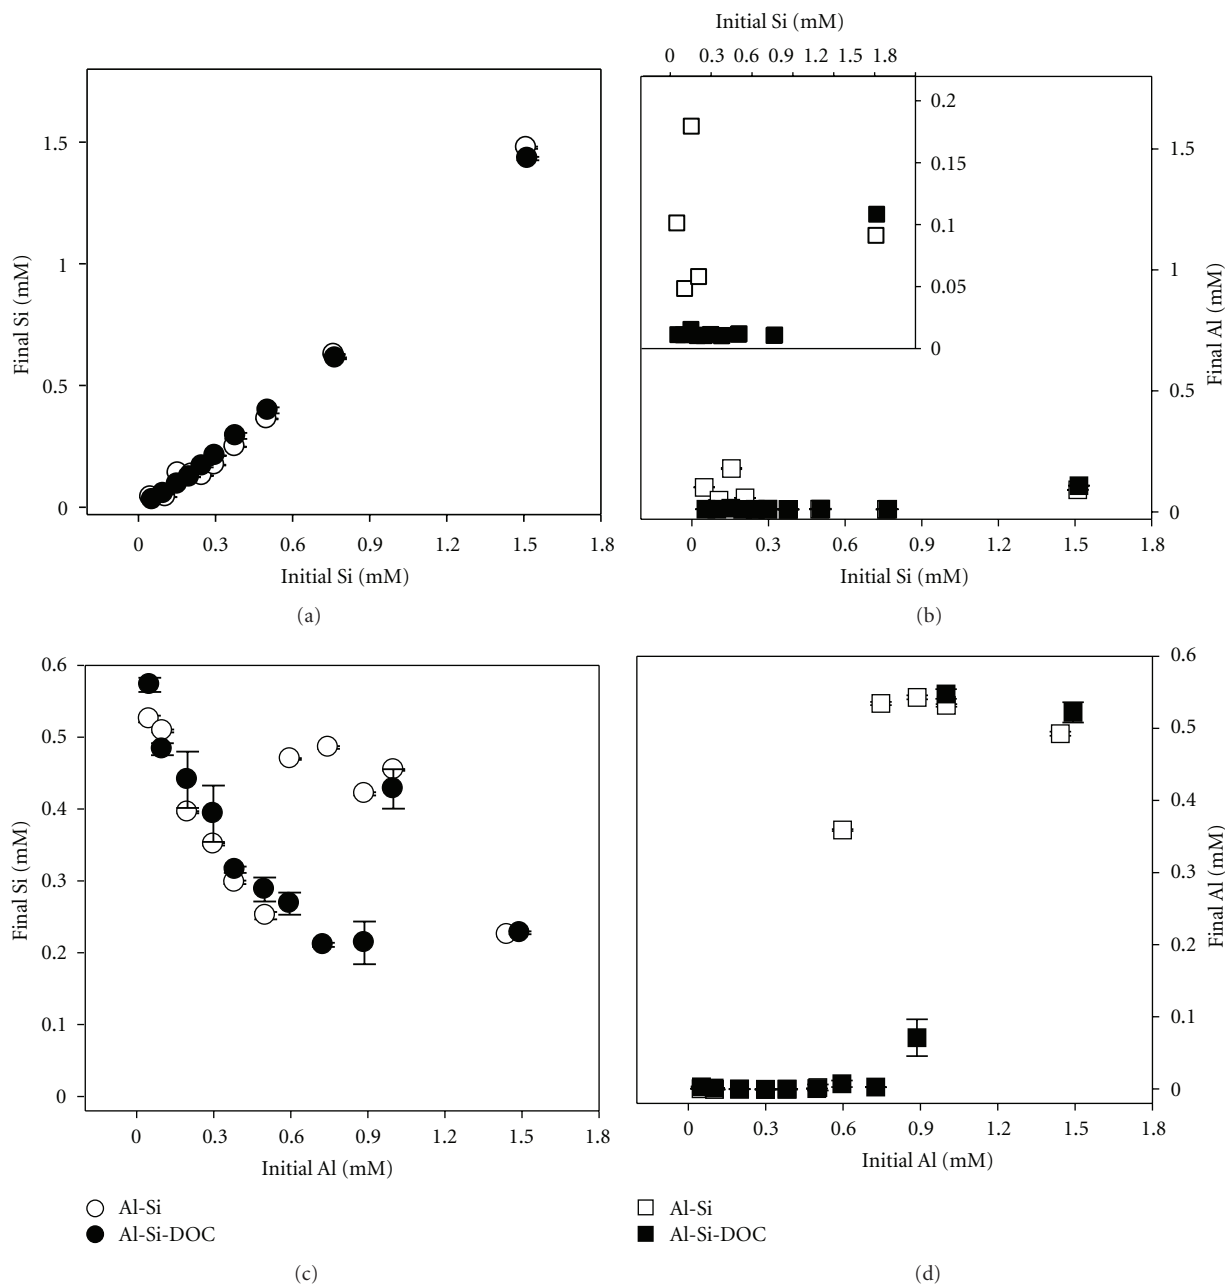 1.5
1
0.5
0
Final Si (mM)
0 0.3 0.6 0.9 1.2 1.5 1.8
Initial Si (mM)
(a)
Initial Si (mM)
0 0.3 0.6 0.9 1.2 1.6 1.8
0.2
0.15
0.1
0.05
0
1.5
1
0.5
0
Final Al (mM)
0 0.3 0.6 0.9 1.2 1.5 1.8
Initial Si (mM)
(b)
0.6
0.5
0.4
0.3
0.2
0.1
0
Final Si (mM)
0 0.3 0.6 0.9 1.2 1.5 1.8
Initial Al (mM)
Al-Si
Al-Si-DOC
(c)
0.6
0.5
0.4
0.3
0.2
0.1
0
Final Al (mM)
0 0.3 0.6 0.9 1.2 1.5 1.8
Initial Al (mM)
Al-Si
Al-Si-DOC
(d)